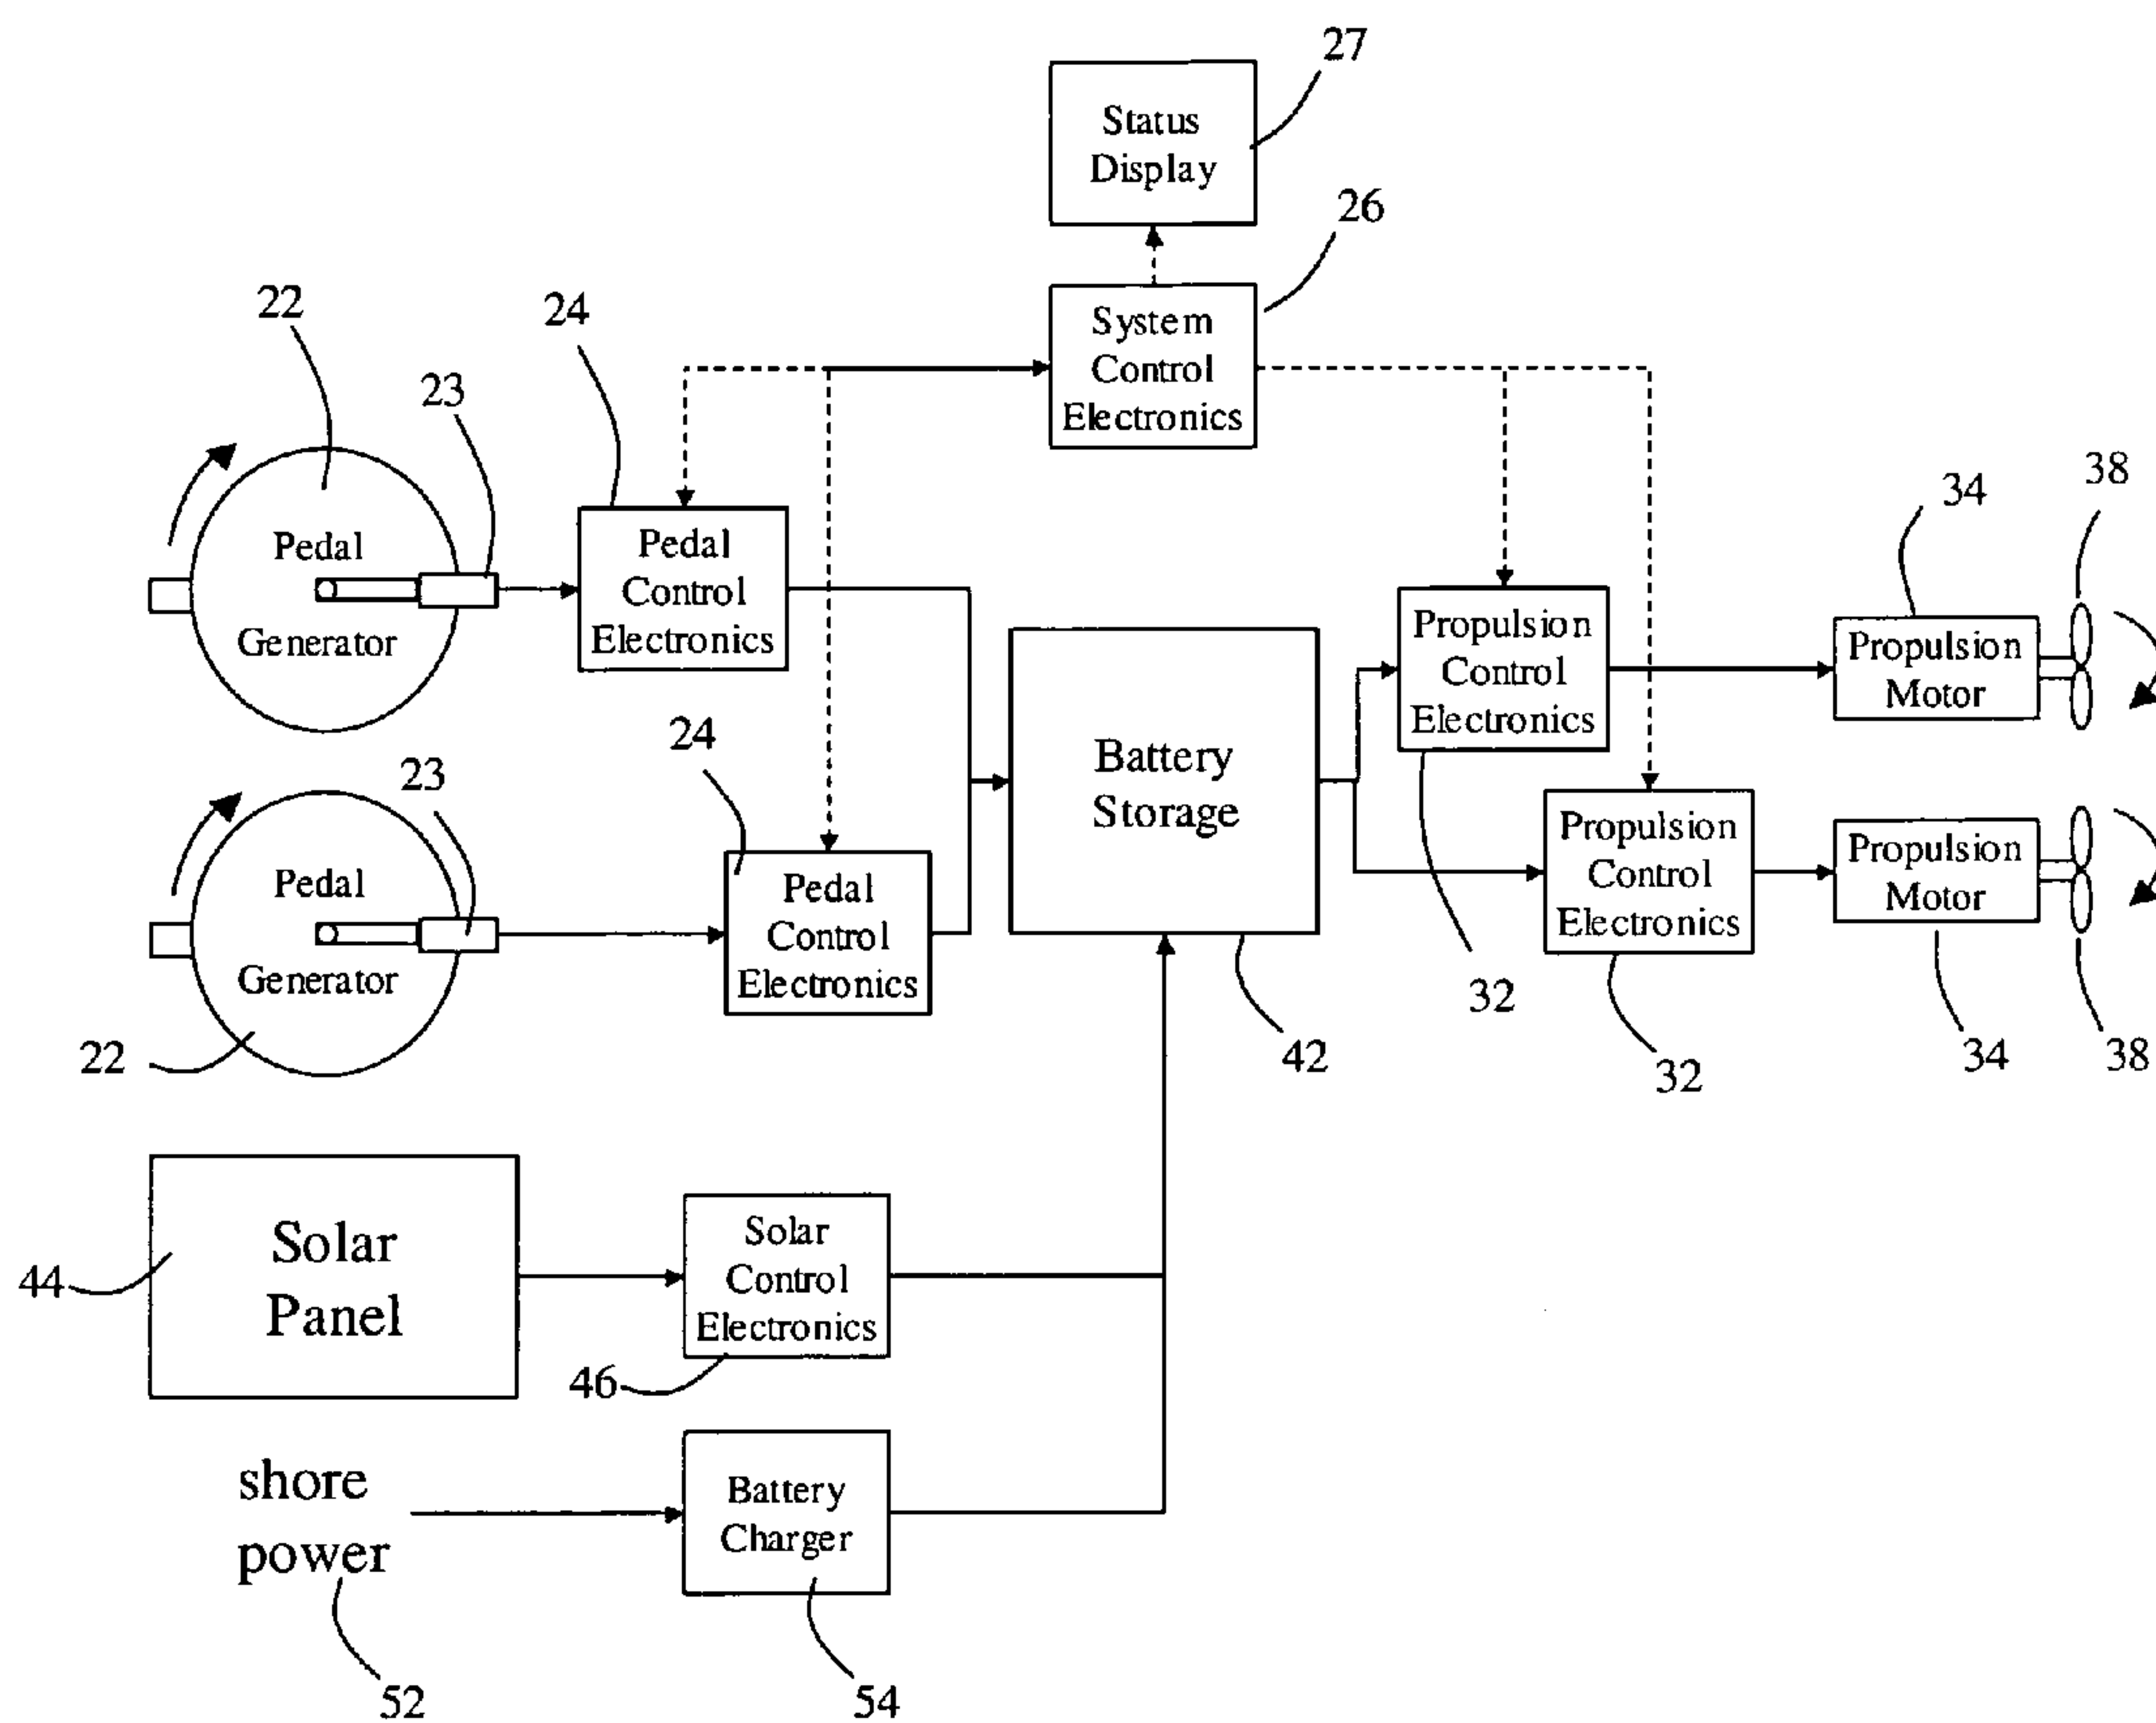 27
Status
Display
26
System
Control
Electronics
22
24
23
Pedal
Generator
Pedal
Control
Electronics
34
38
Propulsion
Control
Electronics
Propulsion
Motor
24
23
Pedal
Generator
22
Pedal
Control
Electronics
Battery
Storage
42
32
Propulsion
Control
Electronics
32
Propulsion
Motor
34
38
Solar
Panel
44
Solar
Control
Electronics
46
shore
power
52
Battery
Charger
54